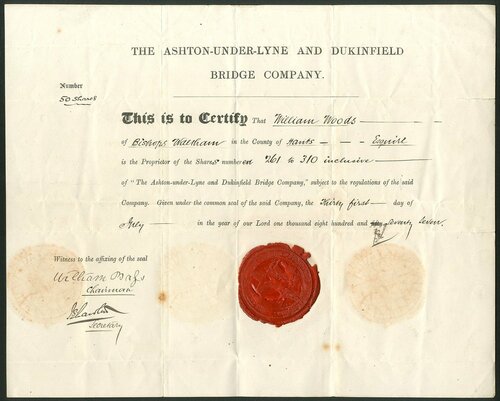 THE ASHTON-UNDER-LYNE AND DUKINFIELD
BRIDGE COMPANY.
Number
50 Shares
This is to Certify That William Woods
of Bishops Waltham in the County of Hants Esquire
is the Proprietor of the Shares numbered 261 to 310 inclusive
of "The Ashton-under-Lyne and Dukinfield Bridge Company," subject to the regulations of the said
Company. Given under the common seal of the said Company, the Thirty first day of
July in the year of our Lord one thousand eight hundred and seventy seven.
Witness to the affixing of the seal
William Bass
Chairman
Secretary